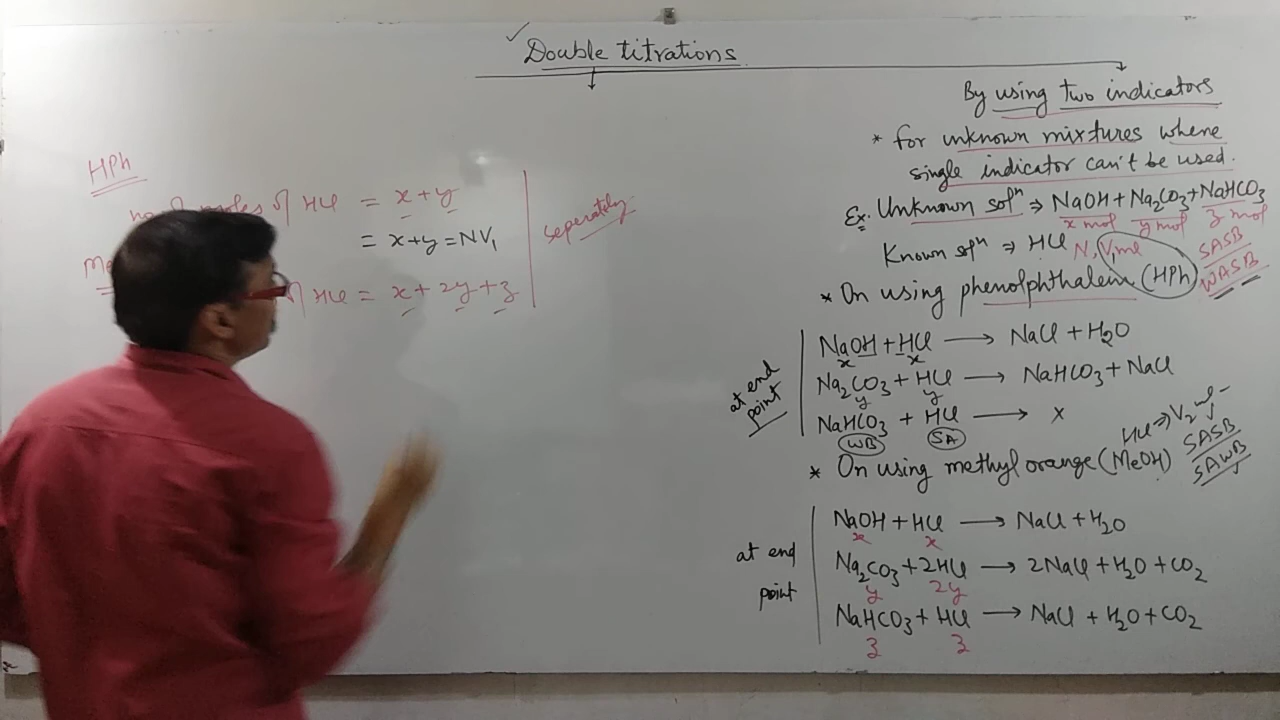 ✓ Double titrations
HPh
no. of moles of HCl = x+y
= x+y = NV₁
Me
of HCl = x + 2y + z
seperately
By using two indicators
* for unknown mixtures where
single indicator can't be used.
Ex: Unknown solⁿ ⇒ NaOH + Na₂CO₃ + NaHCO₃
x mol y mol z mol
Known solⁿ ⇒ HCl N, V₁ml
SASB
WASB
* On using phenolphthalein (HPh)
at end point
NaOH + HCl ⟶ NaCl + H₂O
x x
Na₂CO₃ + HCl ⟶ NaHCO₃ + NaCl
y y
NaHCO₃ + HCl ⟶ x
WB SA
HCl ⇒ V₂ ml
* On using methyl orange (MeOH)
SASB
SAWB
at end point
NaOH + HCl ⟶ NaCl + H₂O
x x
Na₂CO₃ + 2HCl ⟶ 2NaCl + H₂O + CO₂
y 2y
NaHCO₃ + HCl ⟶ NaCl + H₂O + CO₂
z z